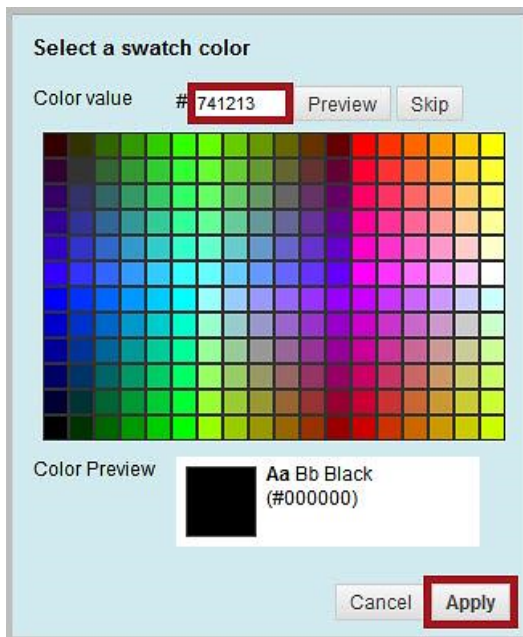 Select a swatch color
Color value # 741213 Preview Skip
Color Preview
Aa Bb Black
(#000000)
Cancel Apply